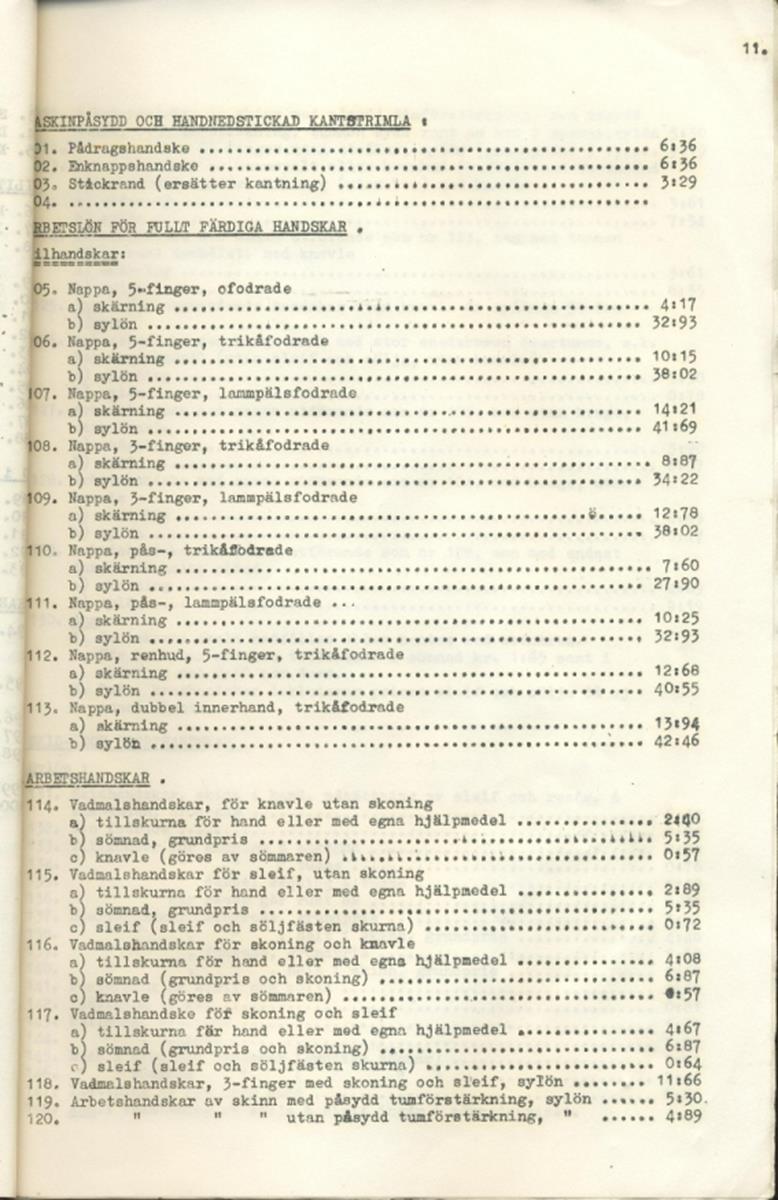 11.
ASKINPÅSYDD OCH HANDNEDSTICKAD KANTSTRIMLA :
01. Pådragshandske ........ 6:36
02. Enknappshandske ........ 6:36
03. Stickrand (ersätter kantning) ........ 3:29
04. ........
RBETSLÖN FÖR FULLT FÄRDIGA HANDSKAR .
ilhandskar:
05. Nappa, 5-finger, ofodrade
a) skärning ........ 4:17
b) sylön ........ 32:93
06. Nappa, 5-finger, trikåfodrade
a) skärning ........ 10:15
b) sylön ........ 38:02
107. Nappa, 5-finger, lammpälsfodrade
a) skärning ........ 14:21
b) sylön ........ 41:69
108. Nappa, 3-finger, trikåfodrade
a) skärning ........ 8:87
b) sylön ........ 34:22
109. Nappa, 3-finger, lammpälsfodrade
a) skärning ........ 12:78
b) sylön ........ 38:02
110. Nappa, pås-, trikåfodrade
a) skärning ........ 7:60
b) sylön ........ 27:90
111. Nappa, pås-, lammpälsfodrade ...
a) skärning ........ 10:25
b) sylön ........ 32:93
112. Nappa, renhud, 5-finger, trikåfodrade
a) skärning ........ 12:68
b) sylön ........ 40:55
113. Nappa, dubbel innerhand, trikåfodrade
a) skärning ........ 13:94
b) sylön ........ 42:46
ARBETSHANDSKAR .
114. Vadmalshandskar, för knavle utan skoning
a) tillskurna för hand eller med egna hjälpmedel ........
b) sömnad, grundpris ........ 5:35
c) knavle (göres av sömmaren) ........ 0:57
115. Vadmalshandskar för sleif, utan skoning
a) tillskurna för hand eller med egna hjälpmedel ........ 2:89
b) sömnad, grundpris ........ 5:35
c) sleif (sleif och söljfästen skurna) ........ 0:72
116. Vadmalshandskar för skoning och knavle
a) tillskurna för hand eller med egna hjälpmedel ........ 4:08
b) sömnad (grundpris och skoning) ........ 6:87
c) knavle (göres av sömmaren) ........ 0:57
117. Vadmalshandske för skoning och sleif
a) tillskurna för hand eller med egna hjälpmedel ........ 4:67
b) sömnad (grundpris och skoning) ........ 6:87
c) sleif (sleif och söljfästen skurna) ........ 0:64
118. Vadmalshandskar, 3-finger med skoning och sleif, sylön ........ 11:66
119. Arbetshandskar av skinn med påsydd tumförstärkning, sylön ...... 5:30.
120. " " " utan påsydd tumförstärkning, " ...... 4:89